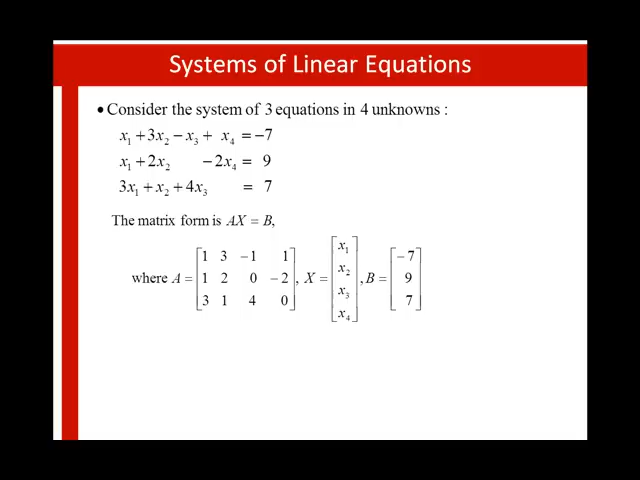 Systems of Linear Equations
• Consider the system of 3 equations in 4 unknowns :
x₁ + 3x₂ − x₃ + x₄ = −7
x₁ + 2x₂ − 2x₄ = 9
3x₁ + x₂ + 4x₃ = 7
The matrix form is AX = B,
where A = [1 3 −1 1; 1 2 0 −2; 3 1 4 0], X = [x₁; x₂; x₃; x₄], B = [−7; 9; 7]